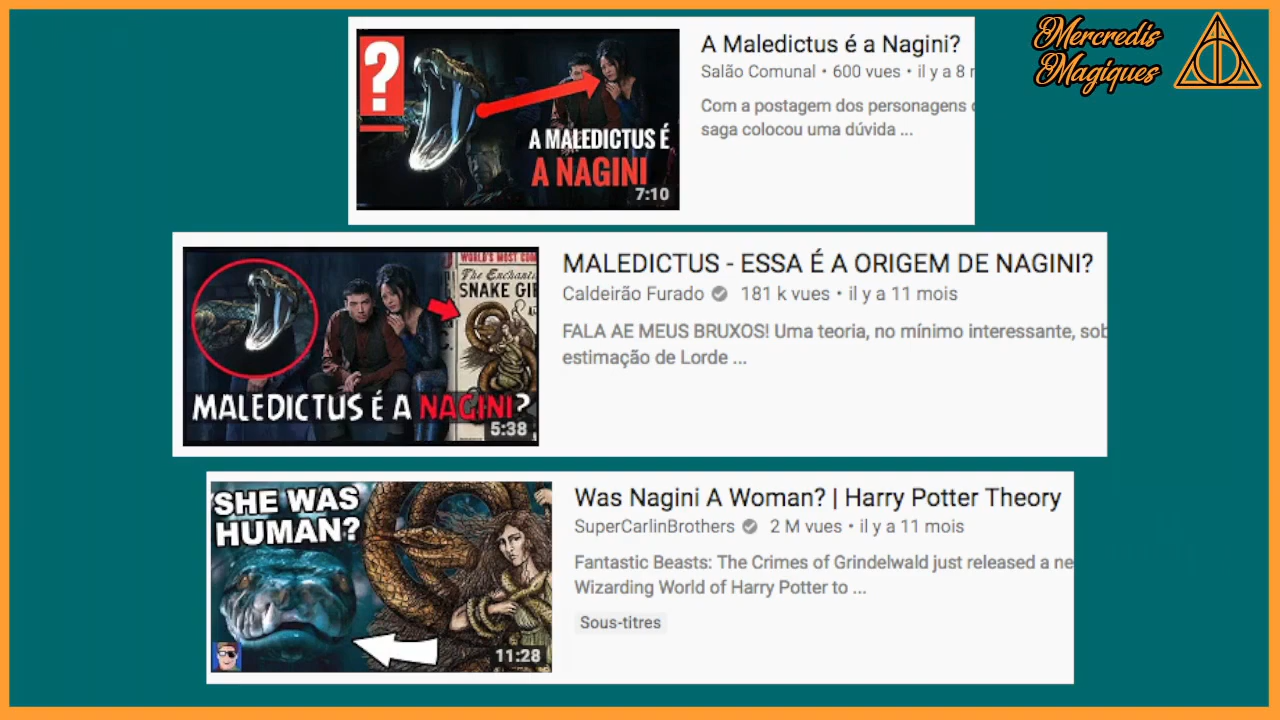 Mercredis
Magiques
?
A MALEDICTUS É
A NAGINI
7:10
A Maledictus é a Nagini?
Salão Comunal • 600 vues • il y a 8
Com a postagem dos personagens
saga colocou uma dúvida ...
WORLD'S MOST
The
SNAKE
MALEDICTUS É A NAGINI?
5:38
MALEDICTUS - ESSA É A ORIGEM DE NAGINI?
Caldeirão Furado 181 k vues • il y a 11 mois
FALA AE MEUS BRUXOS! Uma teoria, no mínimo interessante, sob
estimação de Lorde ...
SHE WAS
HUMAN?
11:28
Was Nagini A Woman? | Harry Potter Theory
SuperCarlinBrothers 2 M vues • il y a 11 mois
Fantastic Beasts: The Crimes of Grindelwald just released a ne
Wizarding World of Harry Potter to ...
Sous-titres